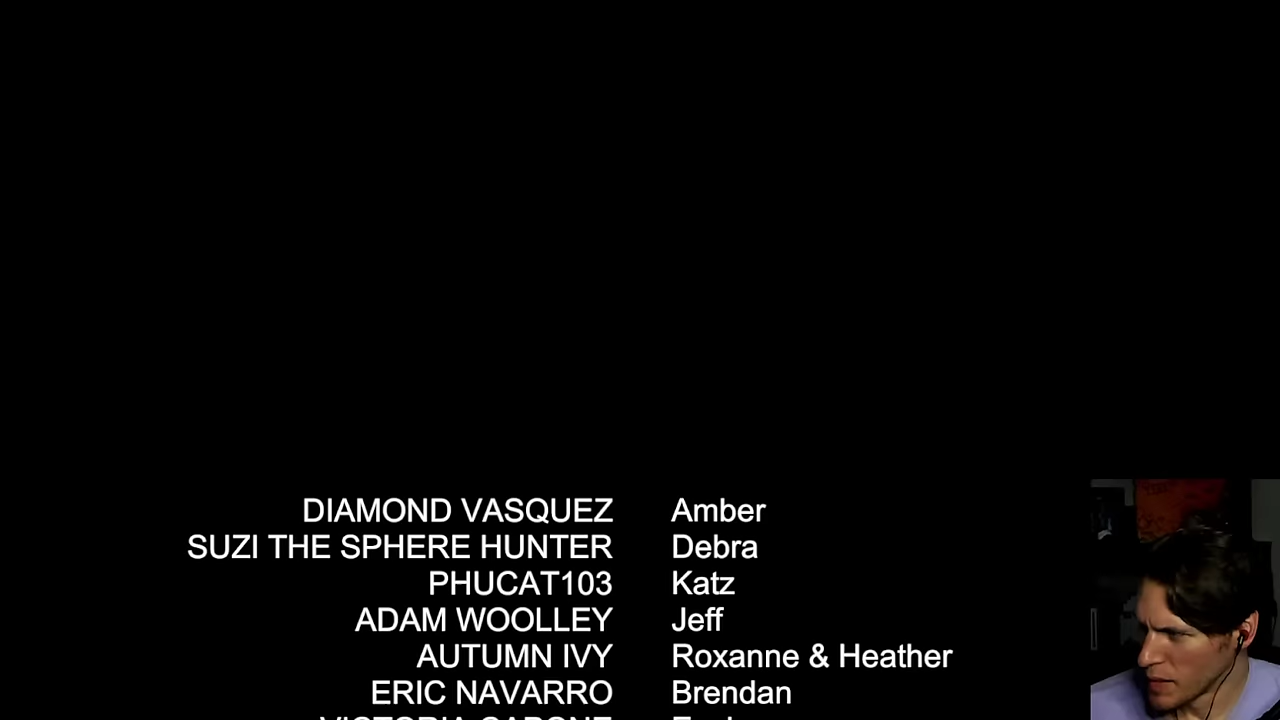 DIAMOND VASQUEZ Amber
SUZI THE SPHERE HUNTER Debra
PHUCAT103 Katz
ADAM WOOLLEY Jeff
AUTUMN IVY Roxanne & Heather
ERIC NAVARRO Brendan
VICTORIA